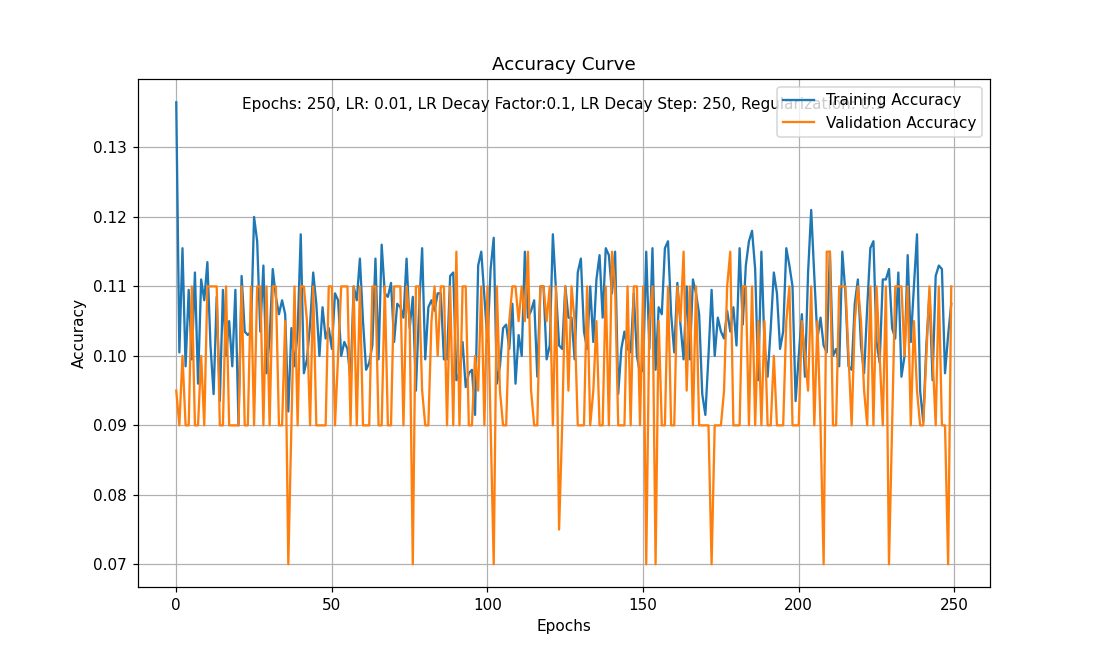 Accuracy Curve
Epochs: 250, LR: 0.01, LR Decay Factor:0.1, LR Decay Step: 250, Regularization:
Training Accuracy
Validation Accuracy
0.13
0.12
0.11
0.10
0.09
0.08
0.07
Accuracy
0
50
100
150
200
250
Epochs